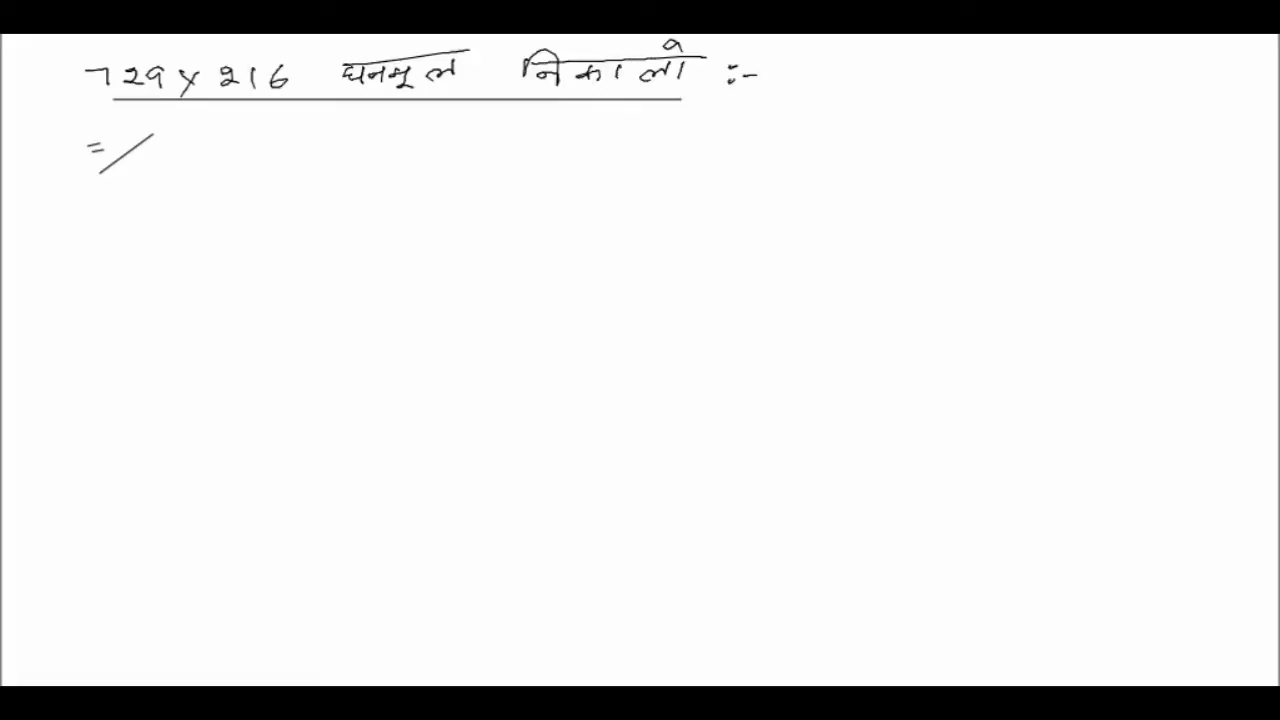 729 x 216 घनमूल निकालो :-
=